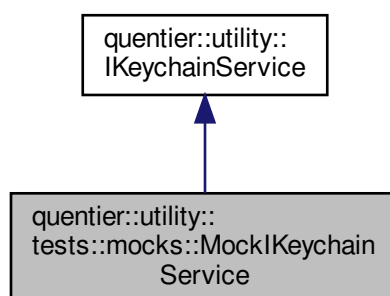 quentier::utility::
IKeychainService
quentier::utility::
tests::mocks::MockIKeychain
Service